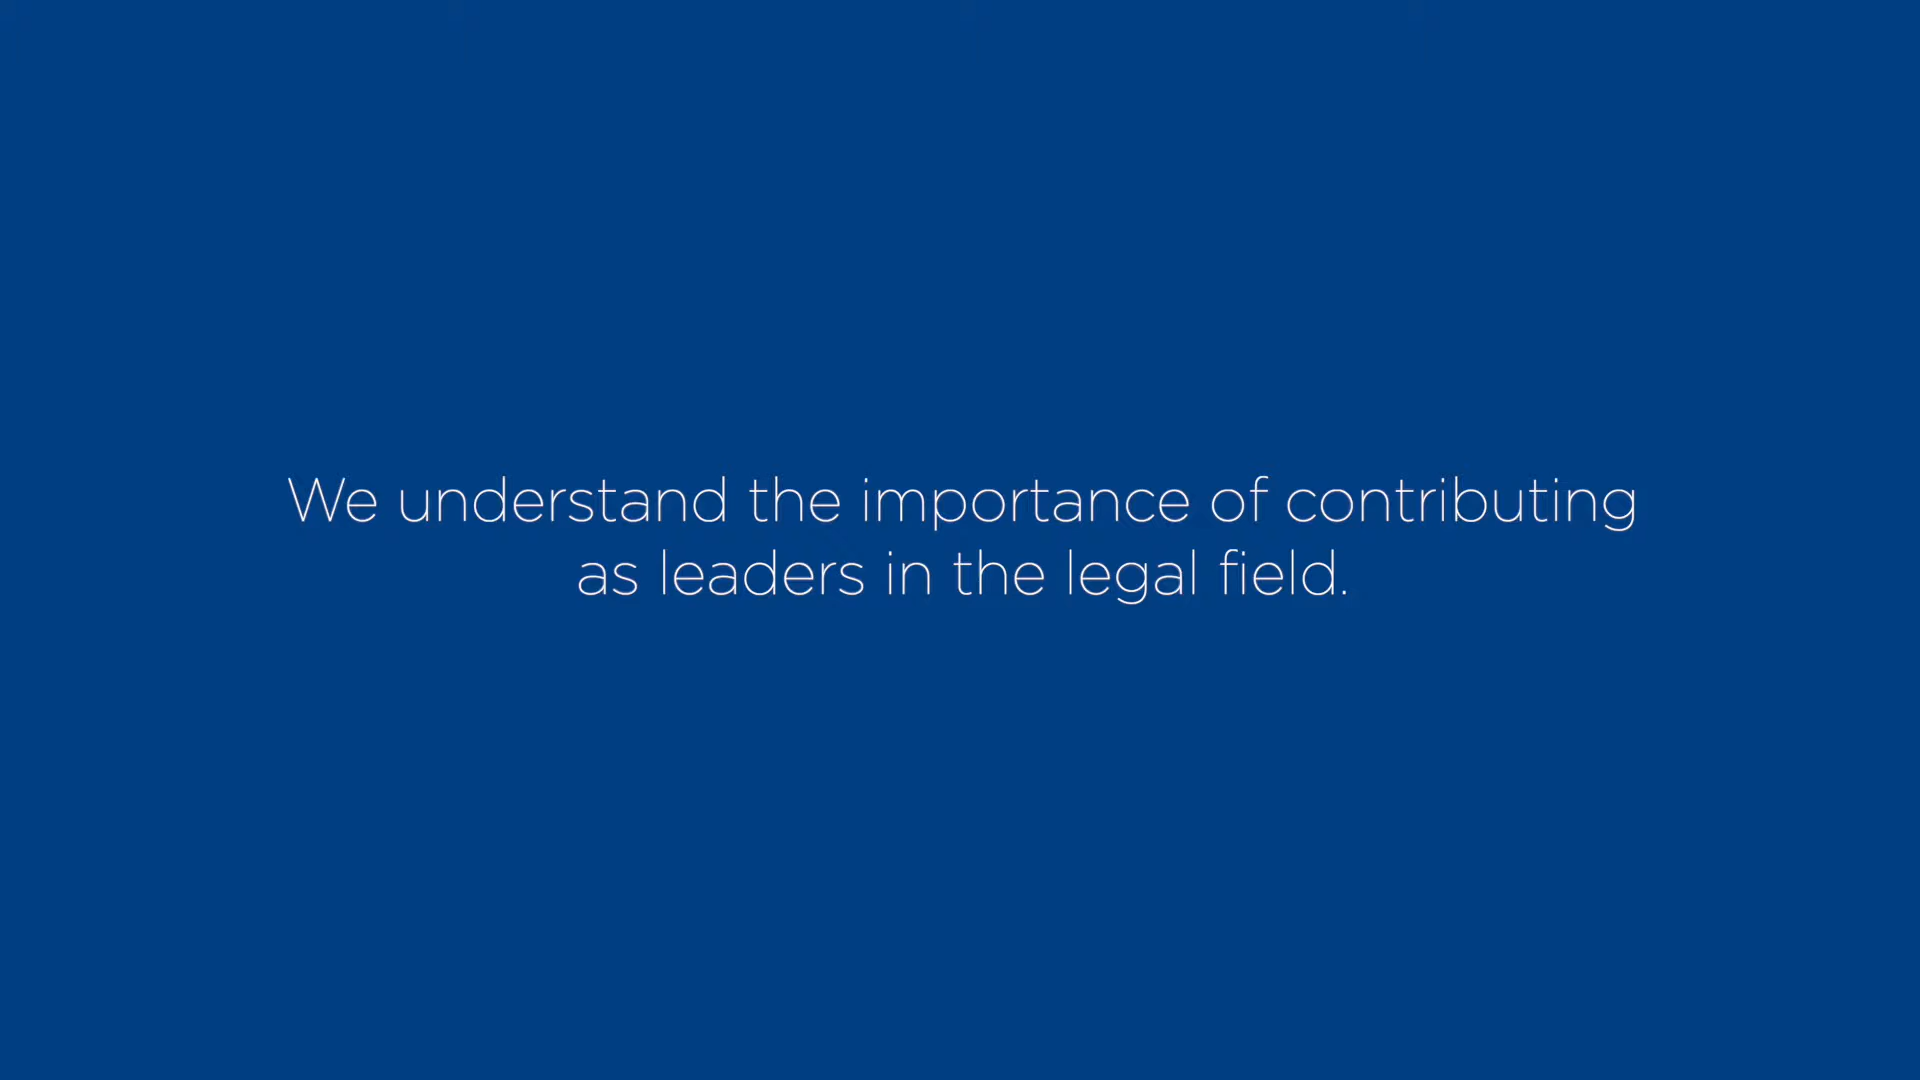 We understand the importance of contributing
as leaders in the legal field.